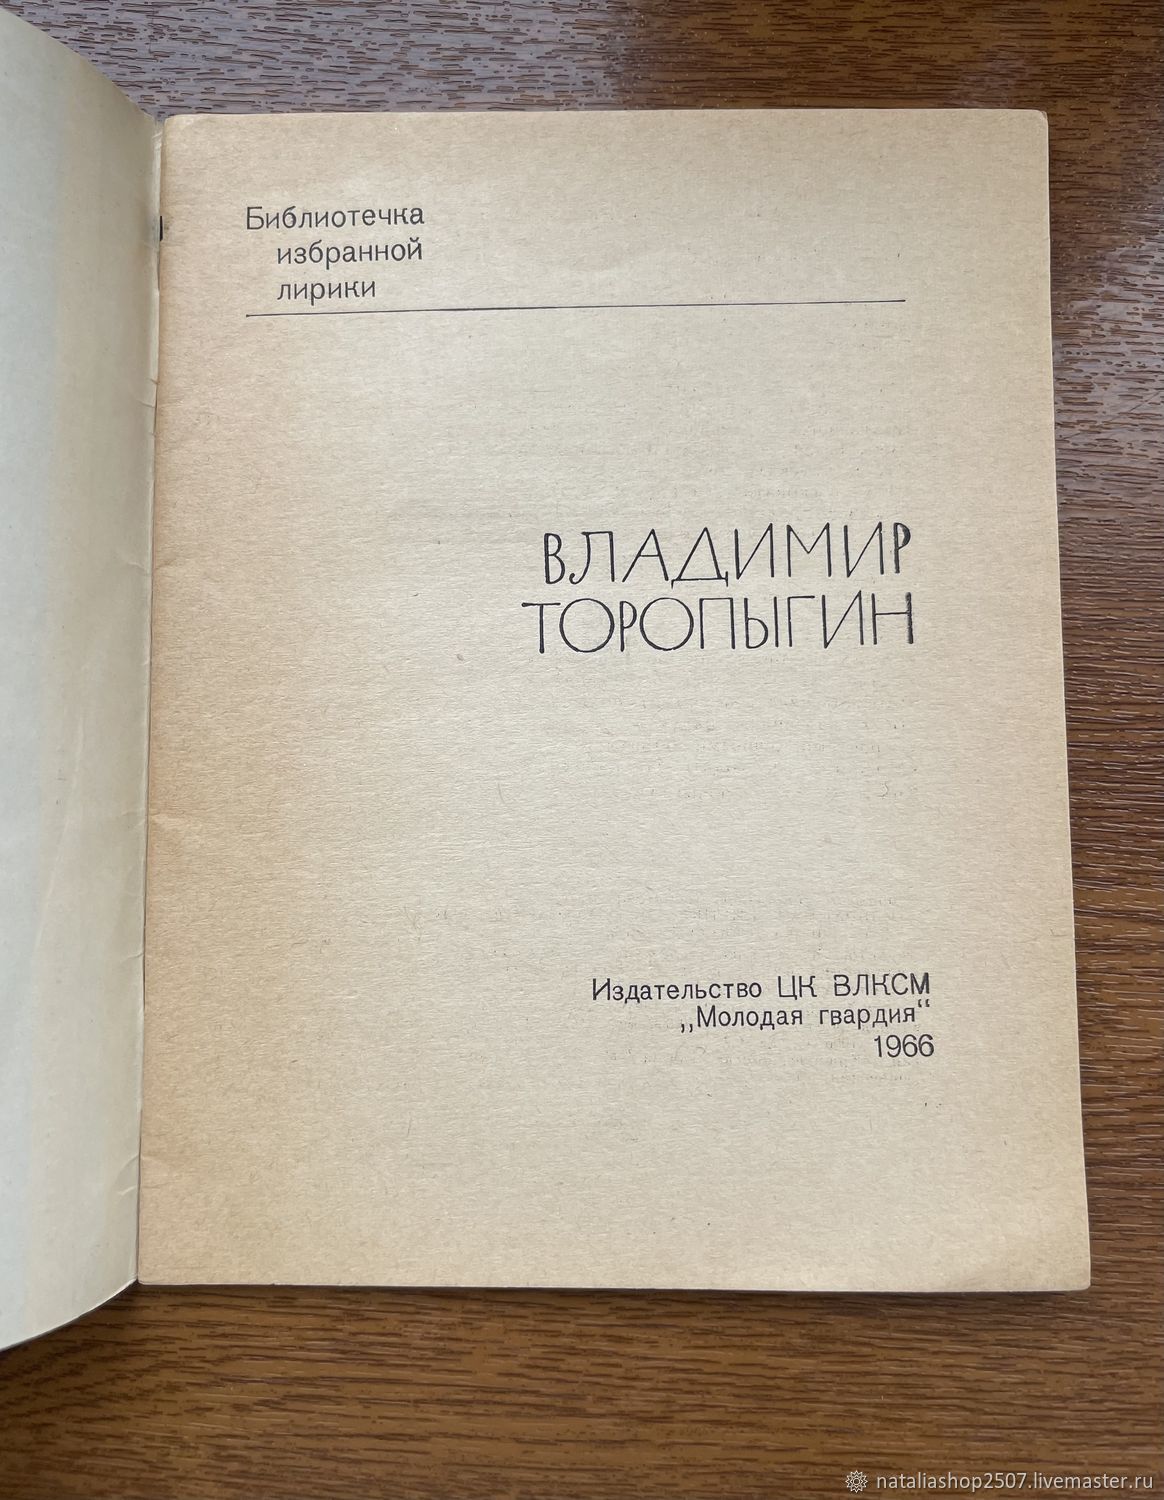 Библиотечка
избранной
лирики
ВЛАДИМИР
ТОРОПЫГИН
Издательство ЦК ВЛКСМ
„Молодая гвардия“
1966
nataliashop2507.livemaster.ru